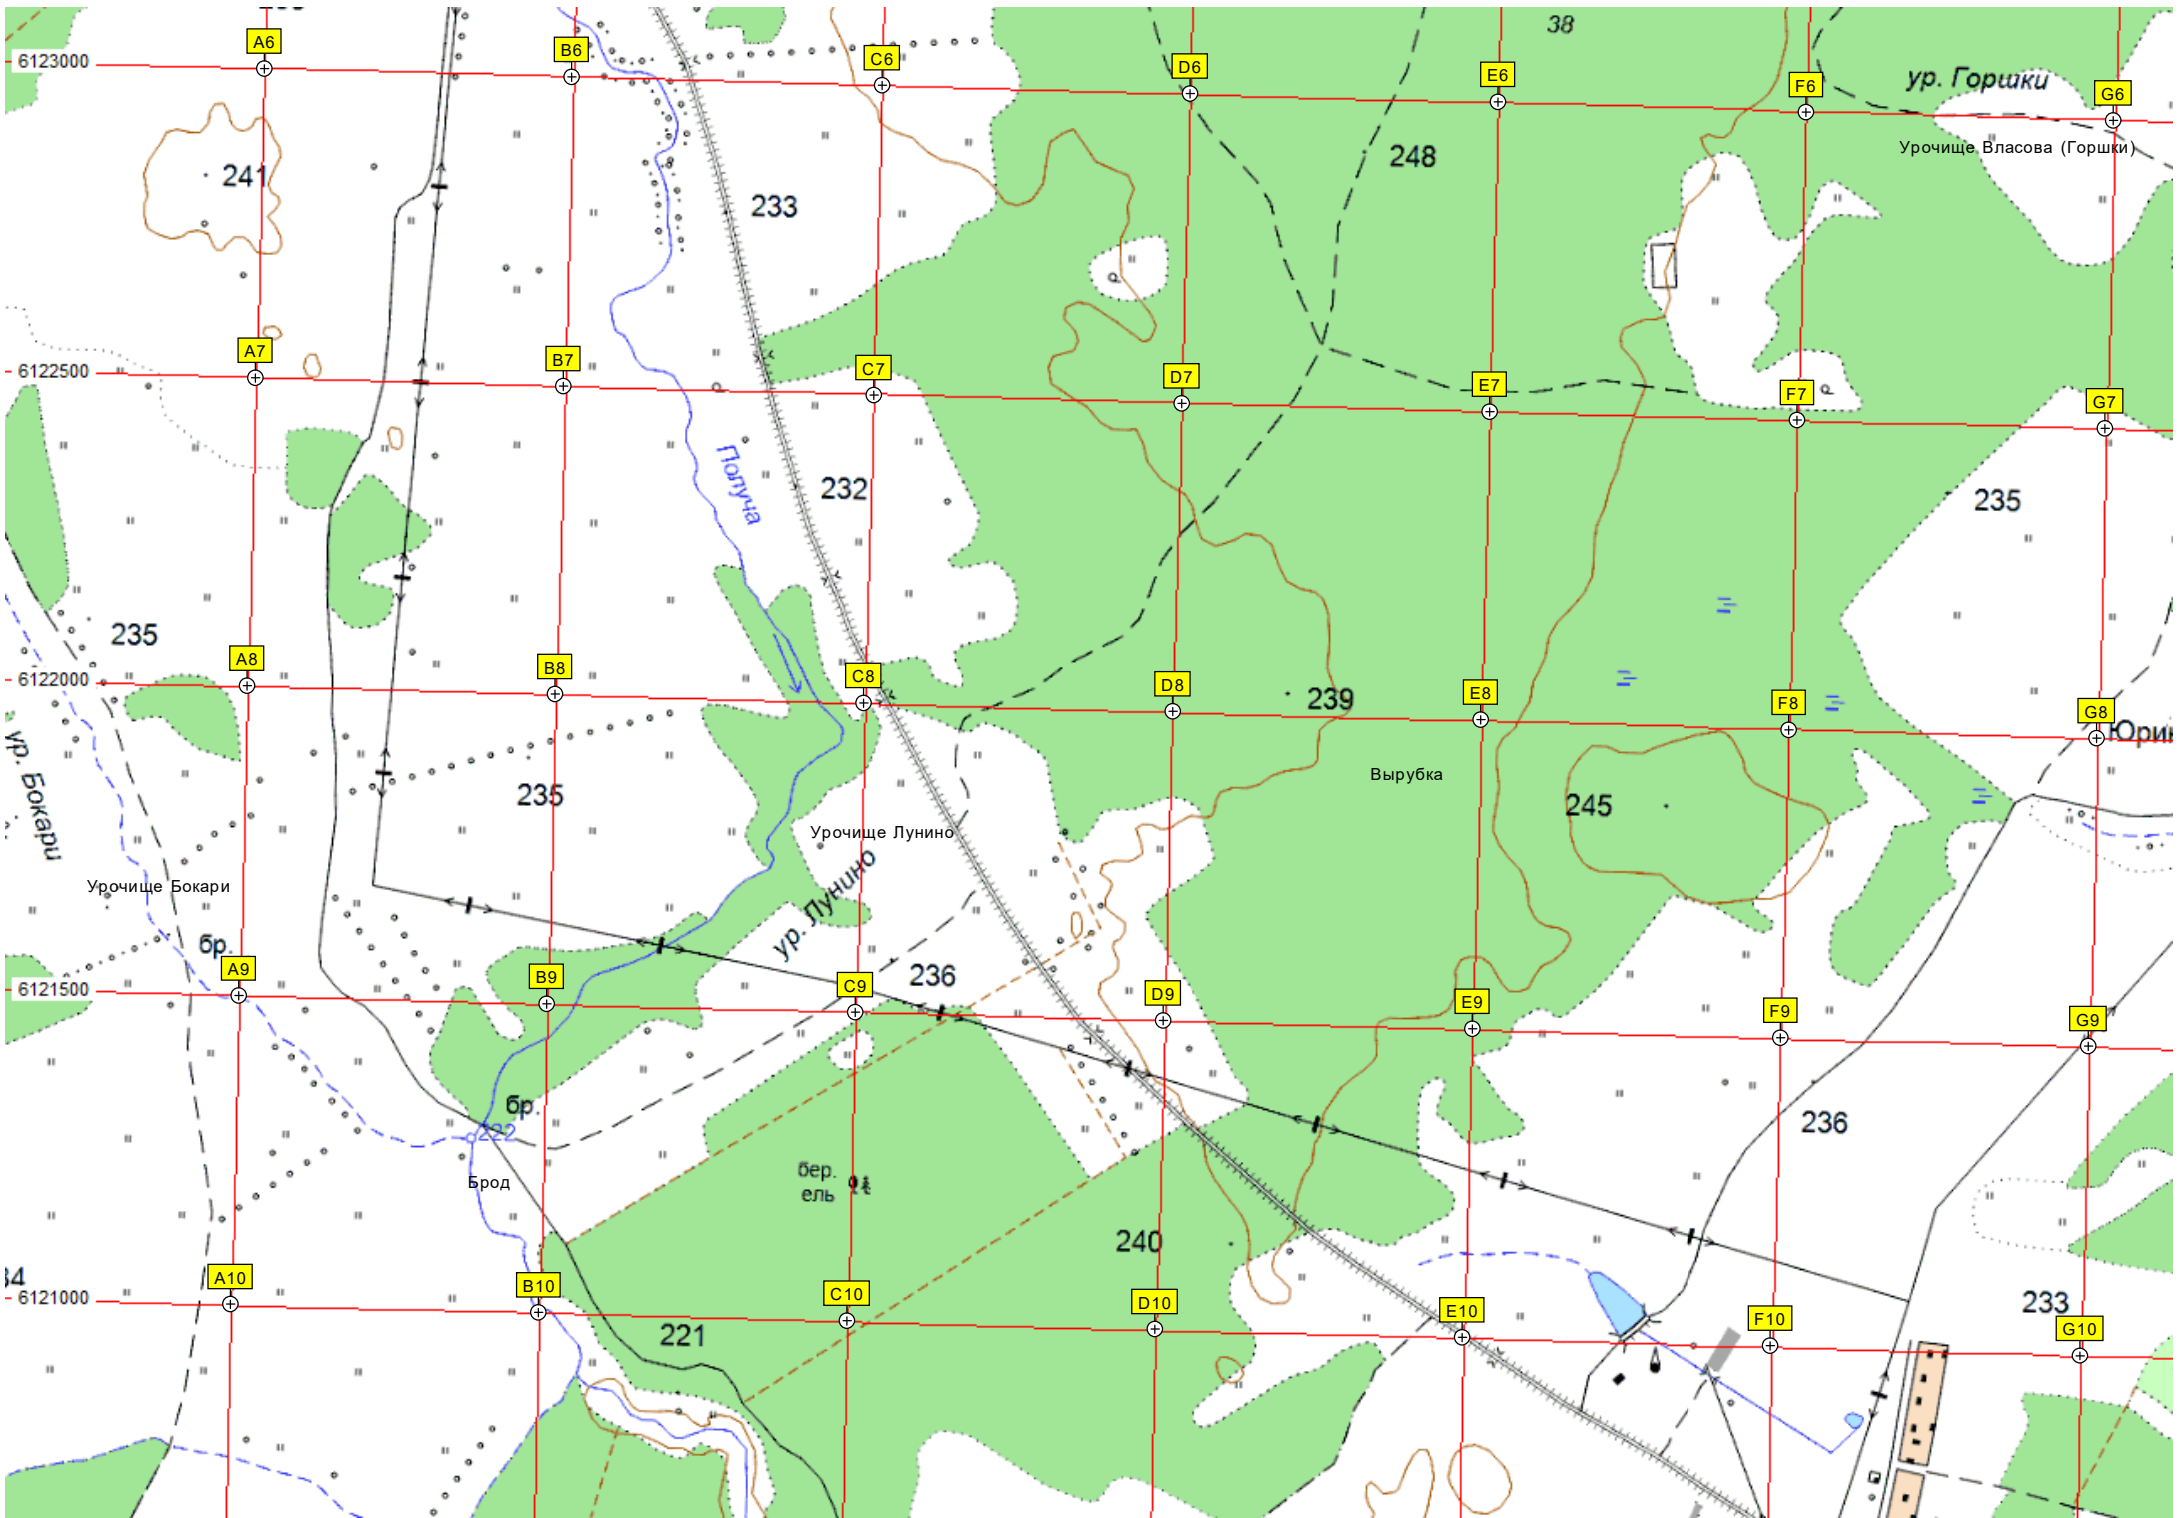 38
A6
B6
C6
D6
E6
F6
G6
6123000
ур. Горшки
Урочище Власова (Горшки)
248
241
233
A7
B7
C7
D7
E7
F7
G7
6122500
Попуча
232
235
235
A8
B8
C8
D8
E8
F8
G8
6122000
239
ур. Бокари
Вырубка
235
245
Урочище Лунино
ур. Лунино
Урочище Бокари
бр.
236
A9
B9
C9
D9
E9
F9
G9
6121500
бр.
222
236
бер.
ель
Брод
240
A10
B10
C10
D10
E10
F10
G10
6121000
233
221